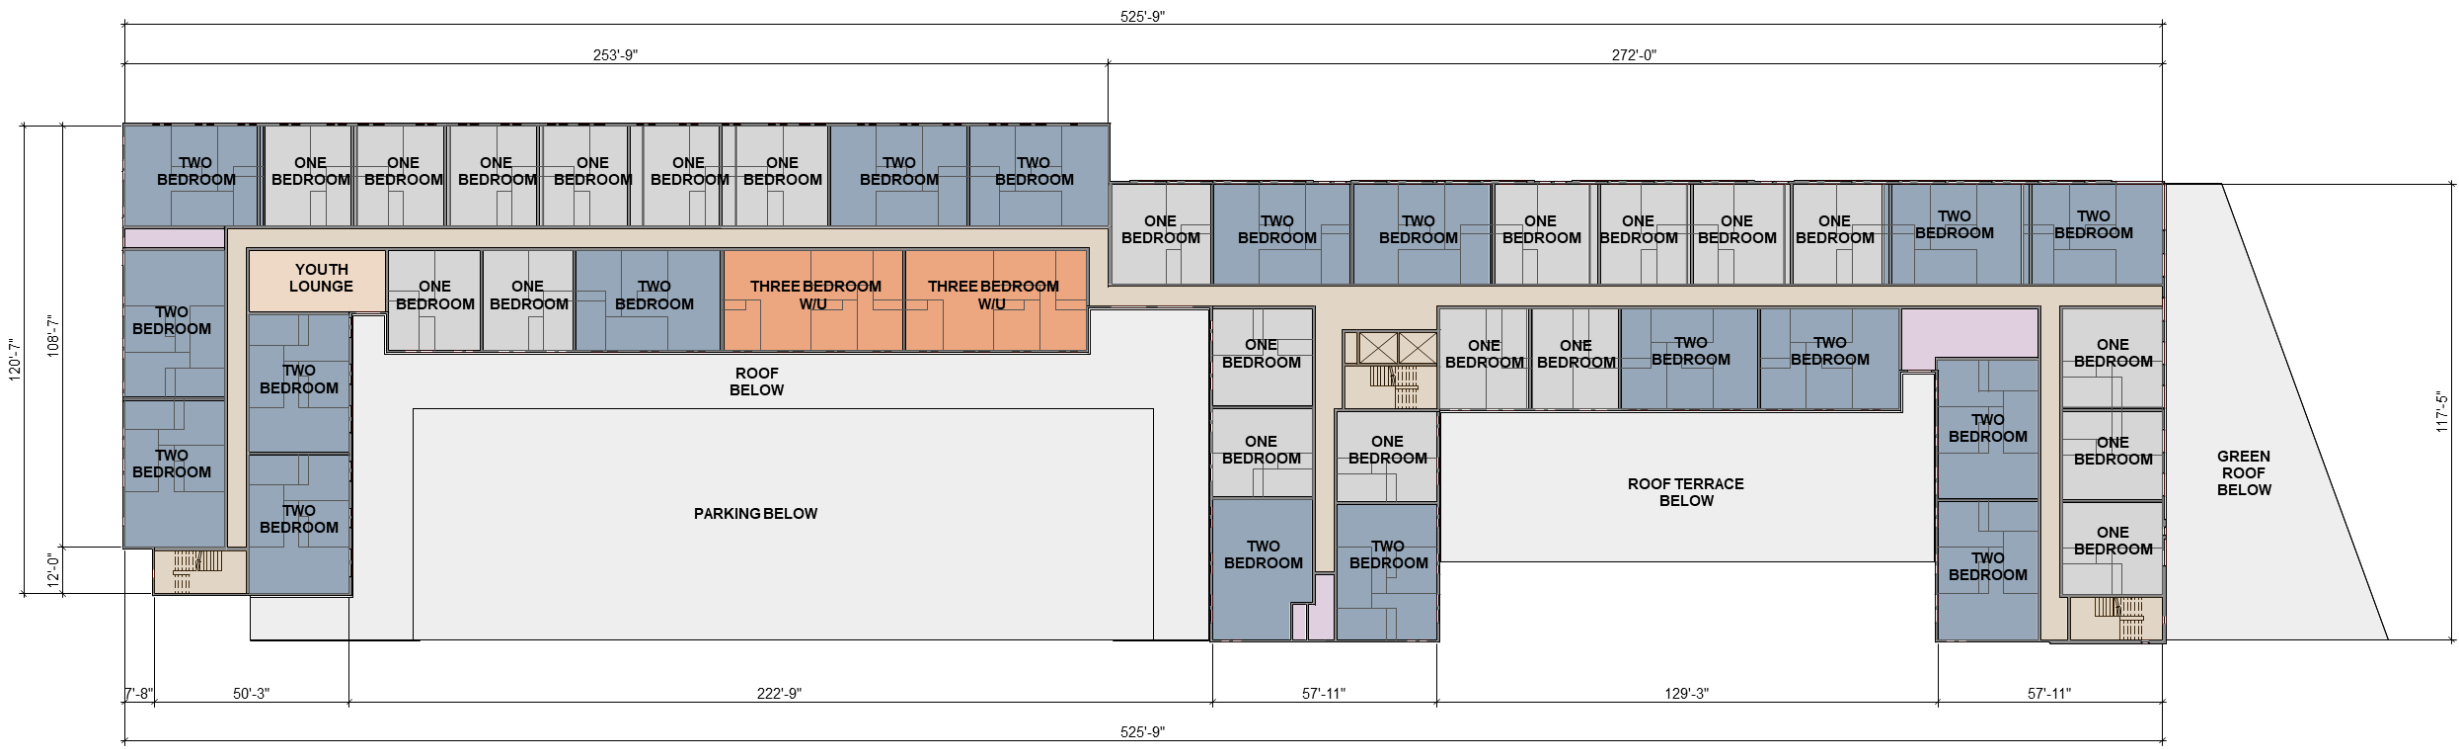 525'-9"
253'-9"
272'-0"
TWO
BEDROOM
ONE
BEDROOM
ONE
BEDROOM
ONE
BEDROOM
ONE
BEDROOM
ONE
BEDROOM
ONE
BEDROOM
TWO
BEDROOM
TWO
BEDROOM
ONE
BEDROOM
TWO
BEDROOM
TWO
BEDROOM
ONE
BEDROOM
ONE
BEDROOM
ONE
BEDROOM
ONE
BEDROOM
TWO
BEDROOM
TWO
BEDROOM
YOUTH
LOUNGE
ONE
BEDROOM
ONE
BEDROOM
TWO
BEDROOM
THREE BEDROOM
W/U
THREE BEDROOM
W/U
120'-7"
108'-7"
12'-0"
TWO
BEDROOM
TWO
BEDROOM
TWO
BEDROOM
TWO
BEDROOM
ROOF
BELOW
PARKING BELOW
ONE
BEDROOM
ONE
BEDROOM
TWO
BEDROOM
ONE
BEDROOM
TWO
BEDROOM
ONE
BEDROOM
ONE
BEDROOM
TWO
BEDROOM
TWO
BEDROOM
ROOF TERRACE
BELOW
TWO
BEDROOM
TWO
BEDROOM
ONE
BEDROOM
ONE
BEDROOM
ONE
BEDROOM
GREEN
ROOF
BELOW
117'-5"
7'-8"
50'-3"
222'-9"
57'-11"
129'-3"
57'-11"
525'-9"